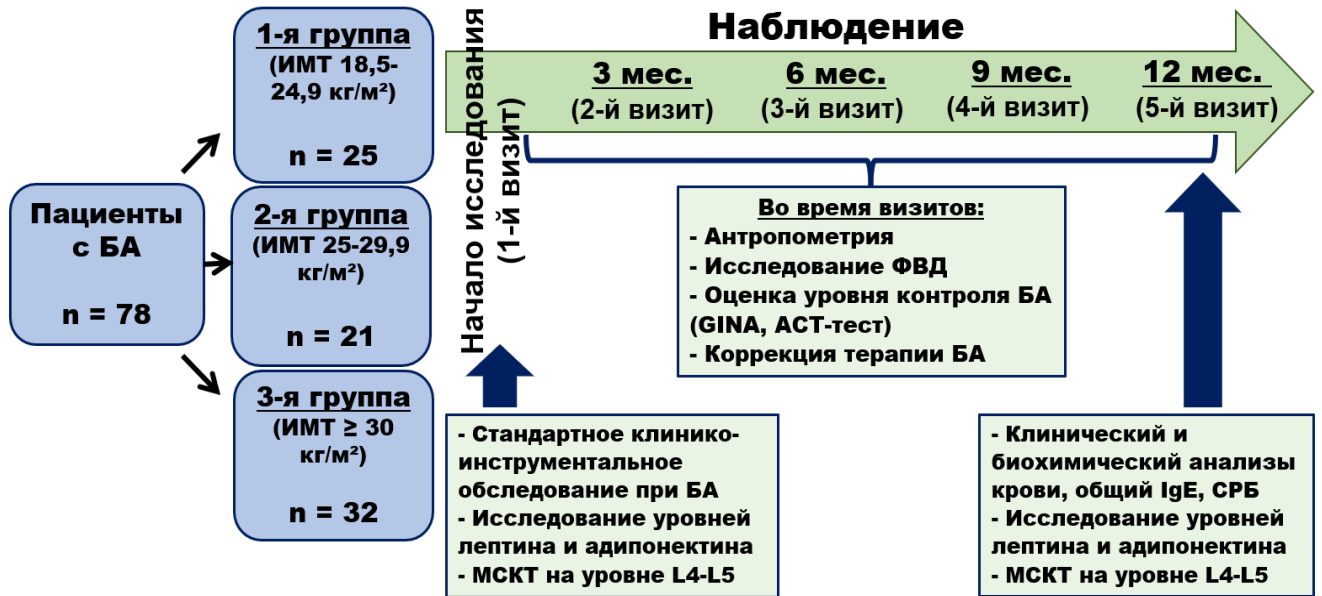 Пациенты
с БА
n = 78
1-я группа
(ИМТ 18,5-
24,9 кг/м²)
n = 25
2-я группа
(ИМТ 25-29,9
кг/м²)
n = 21
3-я группа
(ИМТ ≥ 30
кг/м²)
n = 32
Начало исследования
(1-й визит)
Наблюдение
3 мес.
(2-й визит)
6 мес.
(3-й визит)
9 мес.
(4-й визит)
12 мес.
(5-й визит)
Во время визитов:
- Антропометрия
- Исследование ФВД
- Оценка уровня контроля БА
(GINA, АСТ-тест)
- Коррекция терапии БА
- Стандартное клинико-
инструментальное
обследование при БА
- Исследование уровней
лептина и адипонектина
- МСКТ на уровне L4-L5
- Клинический и
биохимический анализы
крови, общий IgE, СРБ
- Исследование уровней
лептина и адипонектина
- МСКТ на уровне L4-L5